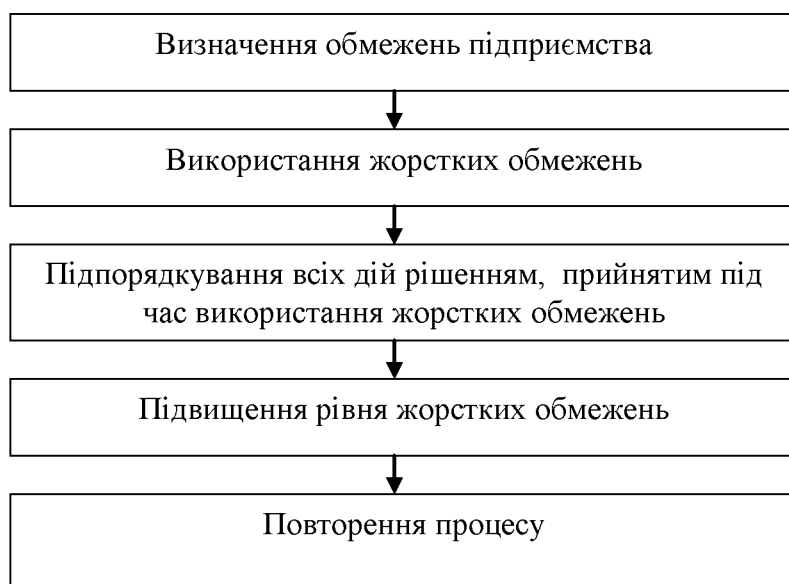 Визначення обмежень підприємства
Використання жорстких обмежень
Підпорядкування всіх дій рішенням, прийнятим під
час використання жорстких обмежень
Підвищення рівня жорстких обмежень
Повторення процесу